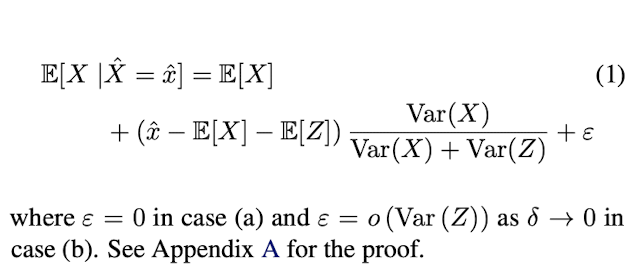 𝔼[X |X̂ = x̂] = 𝔼[X] (1)
+ (x̂ − 𝔼[X] − 𝔼[Z]) Var(X) / Var(X) + Var(Z) + ε
where ε = 0 in case (a) and ε = o (Var (Z)) as δ → 0 in
case (b). See Appendix A for the proof.